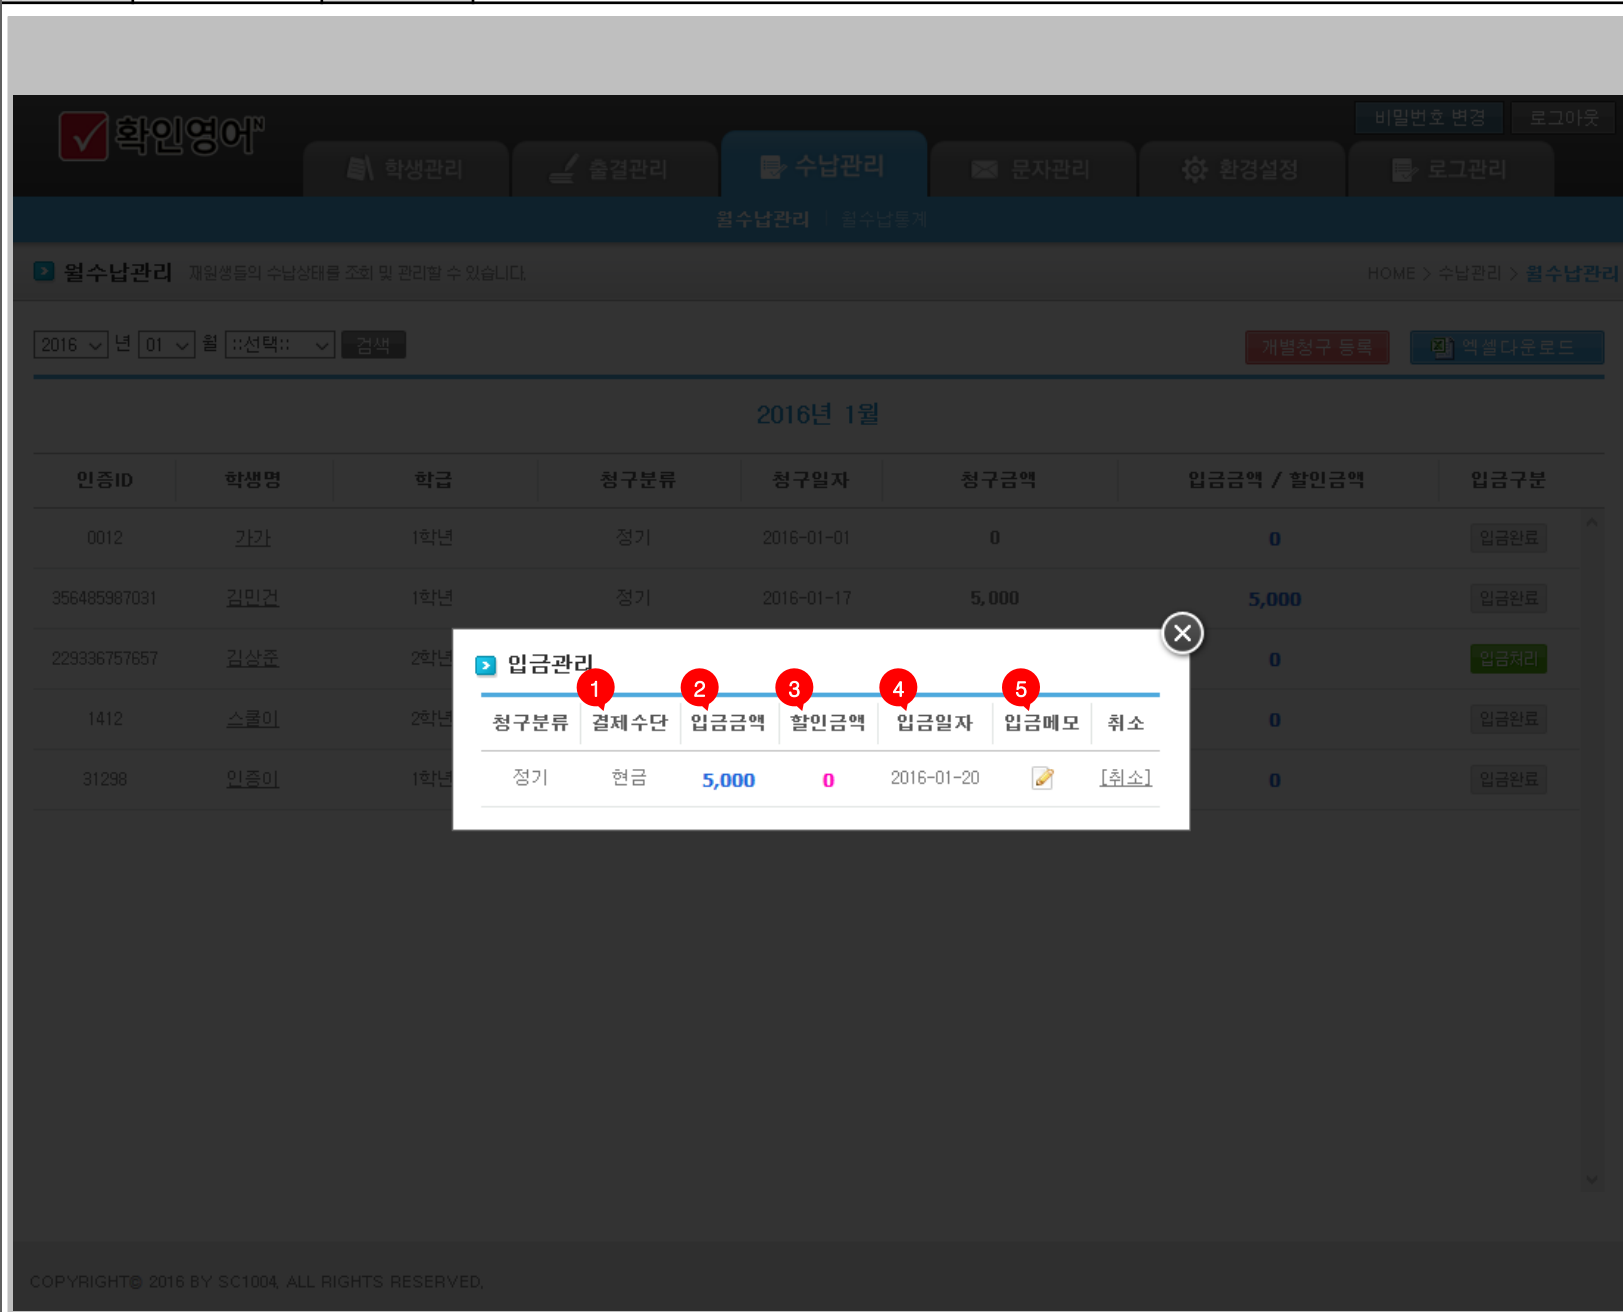 확인영어N
비밀번호 변경 로그아웃
학생관리 출결관리 수납관리 문자관리 환경설정 로그관리
월수납관리 월수납통계
월수납관리 재원생들의 수납상태를 조회 및 관리할 수 있습니다. HOME > 수납관리 > 월수납관리
2016 년 01 월 ::선택:: 검색 개별청구 등록 엑셀다운로드
2016년 1월
인증ID 학생명 학급 청구분류 청구일자 청구금액 입금금액 / 할인금액 입금구분
0012 가가 1학년 정기 2016-01-01 0 0 입금완료
356485987031 김민건 1학년 정기 2016-01-17 5,000 5,000 입금완료
229336757657 김상준 2학년 0 입금처리
1412 스쿨이 2학년 0 입금완료
31298 인증이 1학년 0 입금완료
입금관리
1 2 3 4 5
청구분류 결제수단 입금금액 할인금액 입금일자 입금메모 취소
정기 현금 5,000 0 2016-01-20 [취소]
COPYRIGHT© 2016 BY SC1004, ALL RIGHTS RESERVED,